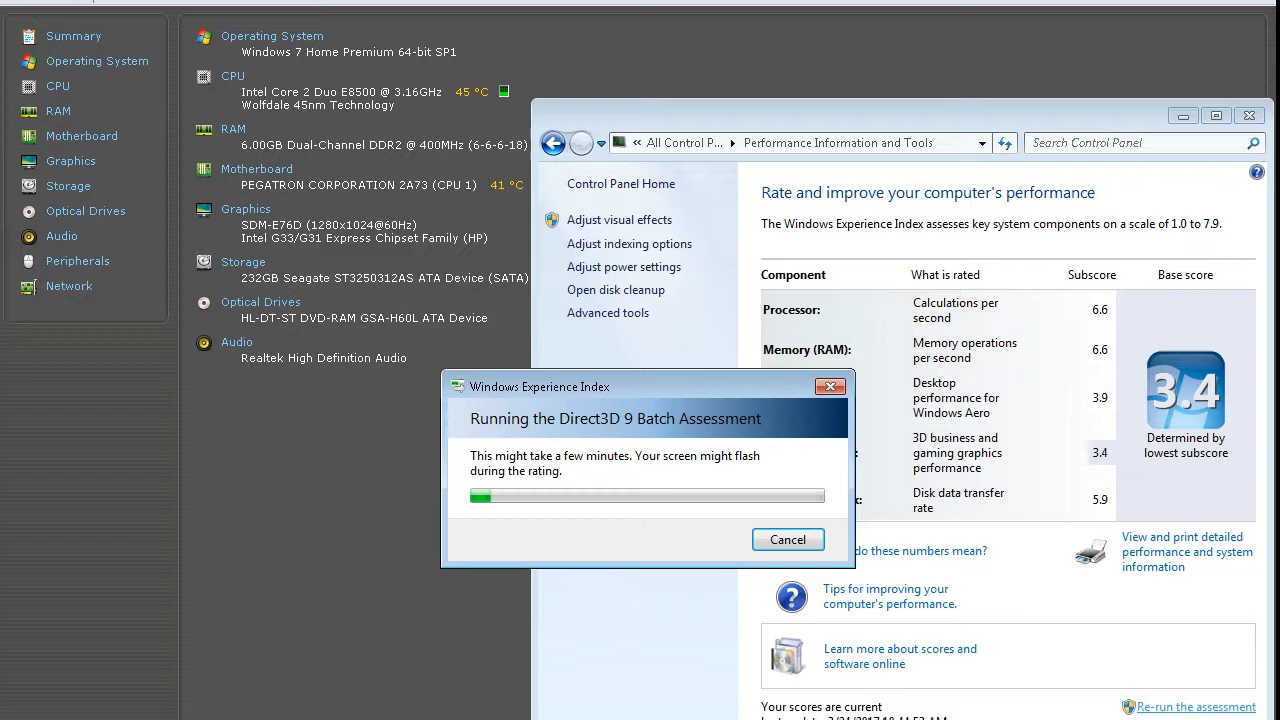 Summary
Operating System
CPU
RAM
Motherboard
Graphics
Storage
Optical Drives
Audio
Peripherals
Network
Operating System
Windows 7 Home Premium 64-bit SP1
CPU
Intel Core 2 Duo E8500 @ 3.16GHz 45 °C
Wolfdale 45nm Technology
RAM
6.00GB Dual-Channel DDR2 @ 400MHz (6-6-6-18)
Motherboard
PEGATRON CORPORATION 2A73 (CPU 1) 41 °C
Graphics
SDM-E76D (1280x1024@60Hz)
Intel G33/G31 Express Chipset Family (HP)
Storage
232GB Seagate ST3250312AS ATA Device (SATA)
Optical Drives
HL-DT-ST DVD-RAM GSA-H60L ATA Device
Audio
Realtek High Definition Audio
« All Control P... Performance Information and Tools
Search Control Panel
Control Panel Home
Adjust visual effects
Adjust indexing options
Adjust power settings
Open disk cleanup
Advanced tools
Rate and improve your computer's performance
The Windows Experience Index assesses key system components on a scale of 1.0 to 7.9.
Component What is rated Subscore Base score
Processor: Calculations per
second 6.6
Memory (RAM): Memory operations
per second 6.6
Desktop
performance for
Windows Aero 3.9
3D business and
gaming graphics
performance 3.4
Disk data transfer
rate 5.9
3.4
Determined by
lowest subscore
Windows Experience Index
Running the Direct3D 9 Batch Assessment
This might take a few minutes. Your screen might flash
during the rating.
Cancel
do these numbers mean?
View and print detailed
performance and system
information
Tips for improving your
computer's performance.
Learn more about scores and
software online
Your scores are current
Re-run the assessment